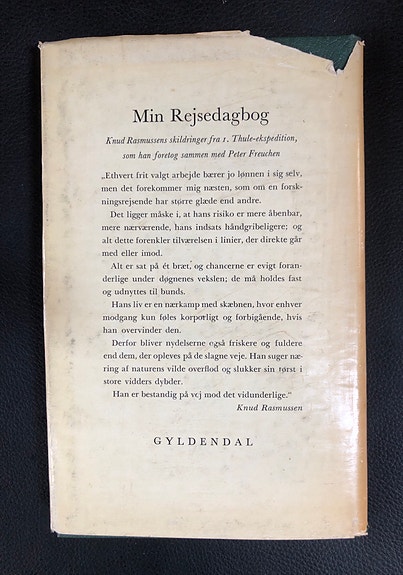 Min Rejsedagbog
Knud Rasmussens skildringer fra 1. Thule-ekspedition,
som han foretog sammen med Peter Freuchen
„Ethvert frit valgt arbejde bærer jo lønnen i sig selv,
men det forekommer mig næsten, som om en forsk-
ningsrejsende har større glæde end andre.
Det ligger måske i, at hans risiko er mere åbenbar,
mere nærværende, hans indsats håndgribeligere; og
alt dette forenkler tilværelsen i linier, der direkte går
med eller imod.
Alt er sat på ét bræt, og chancerne er evigt foran-
derlige under døgnenes vekslen; de må holdes fast
og udnyttes til bunds.
Hans liv er en nærkamp med skæbnen, hvor enhver
modgang kun føles korporligt og forbigående, hvis
han overvinder den.
Derfor bliver nydelserne også friskere og fuldere
end dem, der opleves på de slagne veje. Han suger næ-
ring af naturens vilde overflod og slukker sin tørst i
store vidders dybder.
Han er bestandig på vej mod det vidunderlige.“
Knud Rasmussen
GYLDENDAL